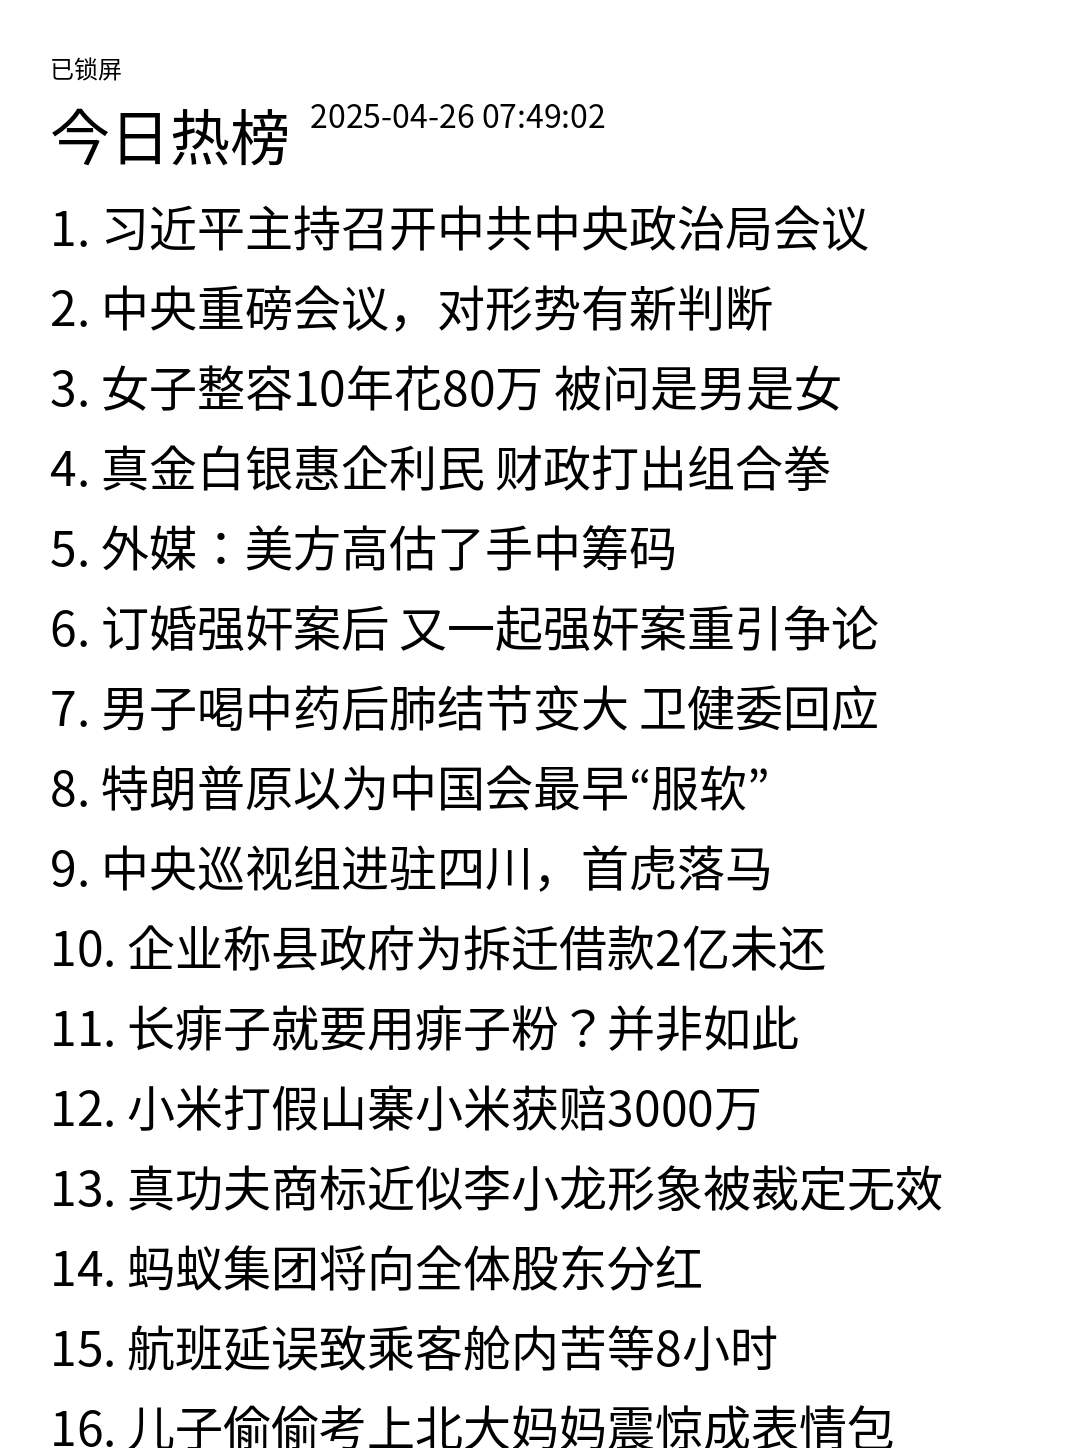 已锁屏
今日热榜 2025-04-26 07:49:02
1. 习近平主持召开中共中央政治局会议
2. 中央重磅会议，对形势有新判断
3. 女子整容10年花80万 被问是男是女
4. 真金白银惠企利民 财政打出组合拳
5. 外媒：美方高估了手中筹码
6. 订婚强奸案后 又一起强奸案重引争论
7. 男子喝中药后肺结节变大 卫健委回应
8. 特朗普原以为中国会最早“服软”
9. 中央巡视组进驻四川，首虎落马
10. 企业称县政府为拆迁借款2亿未还
11. 长痱子就要用痱子粉？并非如此
12. 小米打假山寨小米获赔3000万
13. 真功夫商标近似李小龙形象被裁定无效
14. 蚂蚁集团将向全体股东分红
15. 航班延误致乘客舱内苦等8小时
16. 儿子偷偷考上北大妈妈震惊成表情包